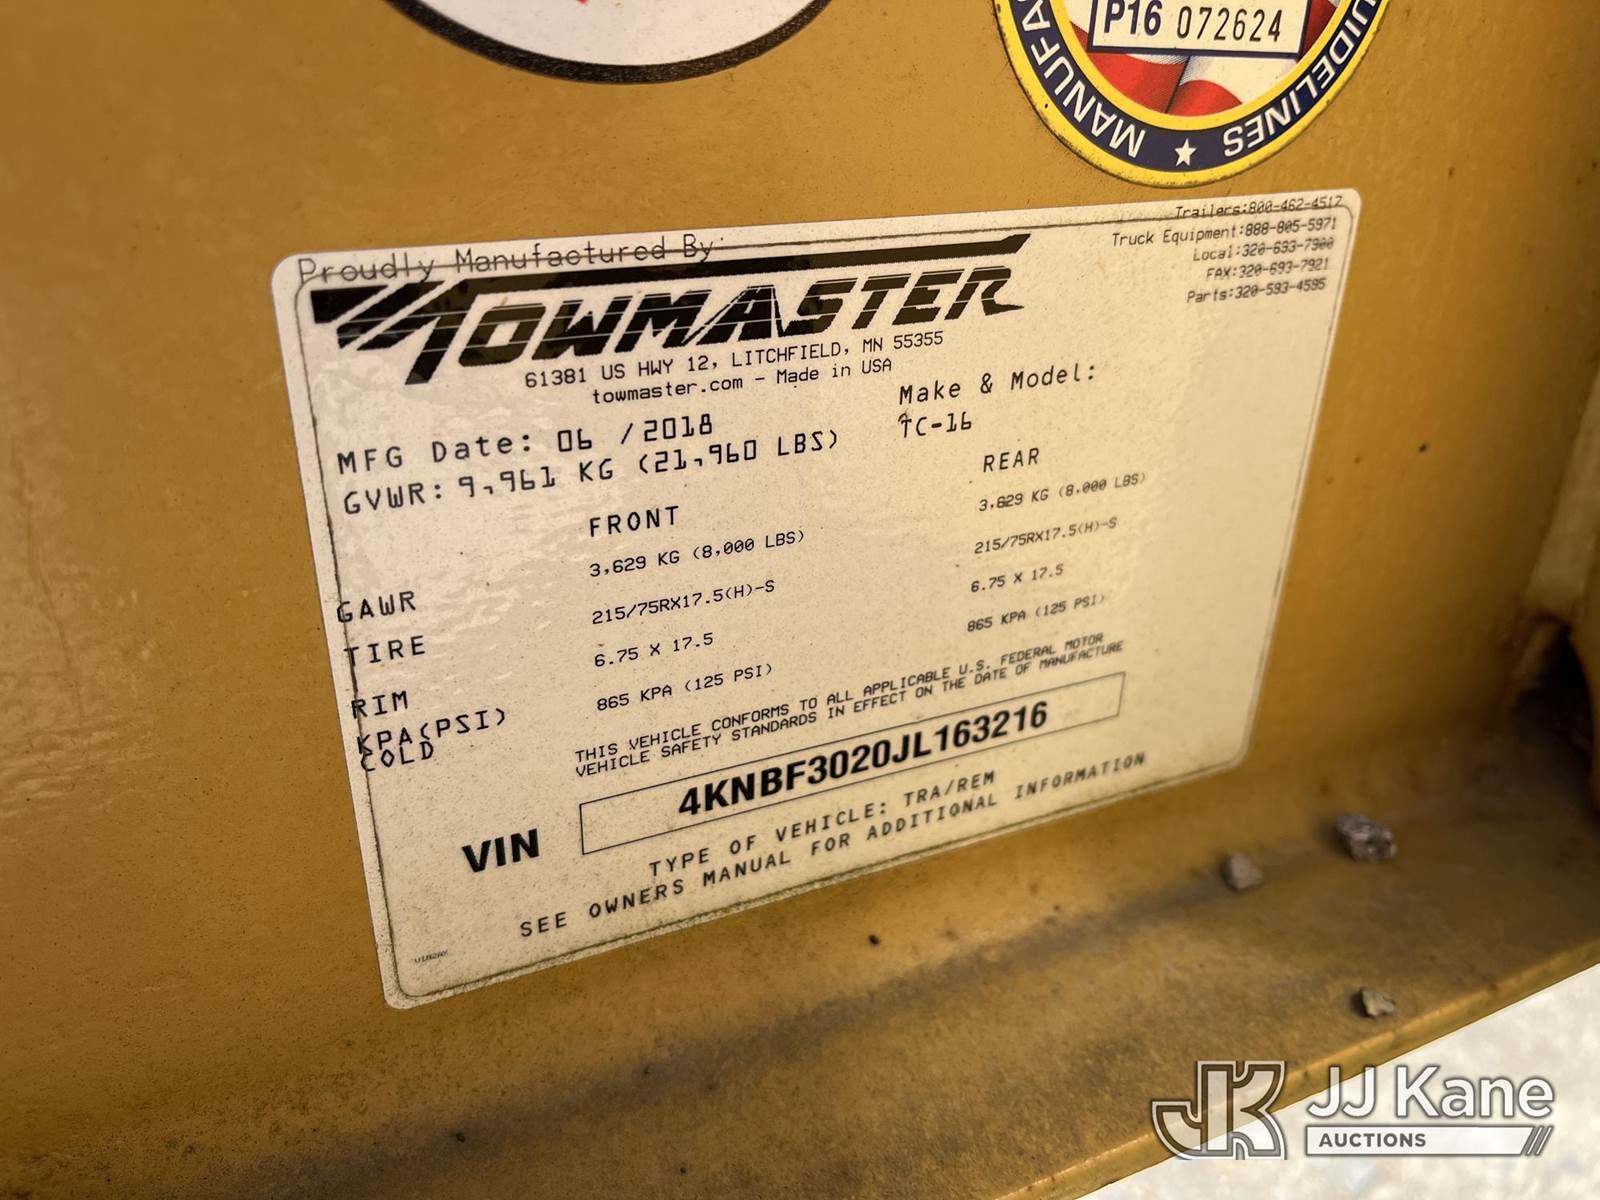 P16 072624
MANUFA
UIDELINES
Trailers:800-462-4517
Truck Equipment:888-805-5971
Local:320-693-7900
FAX:320-693-7921
Parts:320-593-4595
Proudly Manufactured By:
TOWMASTER
61381 US HWY 12, LITCHFIELD, MN 55355
towmaster.com - Made in USA
Make & Model:
TC-16
MFG Date: 06 /2018
GVWR: 9,961 KG (21,960 LBS)
FRONT REAR
GAWR 3,629 KG (8,000 LBS) 3,629 KG (8,000 LBS)
TIRE 215/75RX17.5(H)-S 215/75RX17.5(H)-S
RIM 6.75 X 17.5 6.75 X 17.5
KPA(PSI) 865 KPA (125 PSI) 865 KPA (125 PSI)
COLD
THIS VEHICLE CONFORMS TO ALL APPLICABLE U.S. FEDERAL MOTOR
VEHICLE SAFETY STANDARDS IN EFFECT ON THE DATE OF MANUFACTURE
VIN 4KNBF3020JL163216
TYPE OF VEHICLE: TRA/REM
SEE OWNERS MANUAL FOR ADDITIONAL INFORMATION
JK JJ Kane
AUCTIONS